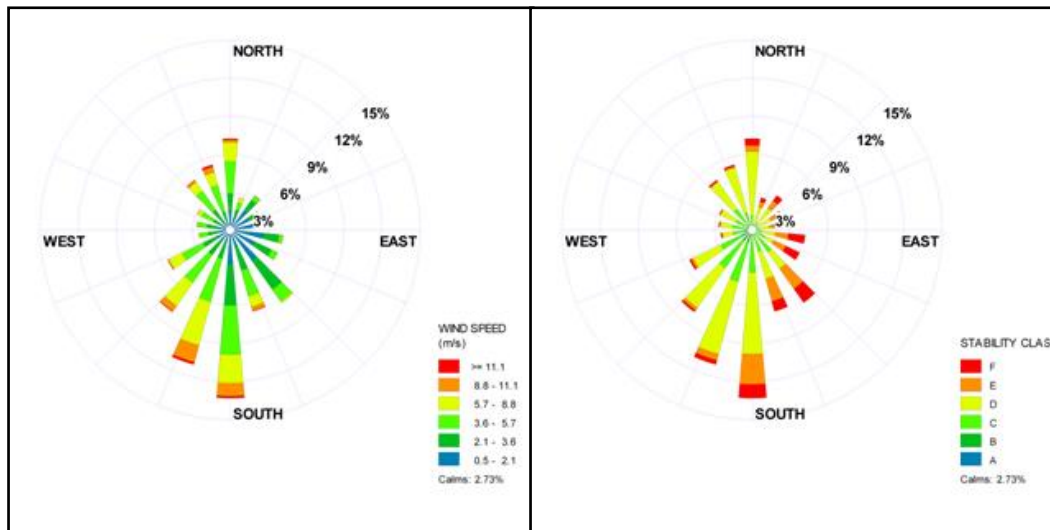 NORTH
15%
12%
9%
6%
3%
WEST
EAST
SOUTH
WIND SPEED
(m/s)
>= 11.1
8.8 - 11.1
5.7 - 8.8
3.6 - 5.7
2.1 - 3.6
0.5 - 2.1
Calms: 2.73%
NORTH
15%
12%
9%
6%
3%
WEST
EAST
SOUTH
STABILITY CLAS
F
E
D
C
B
A
Calms: 2.73%